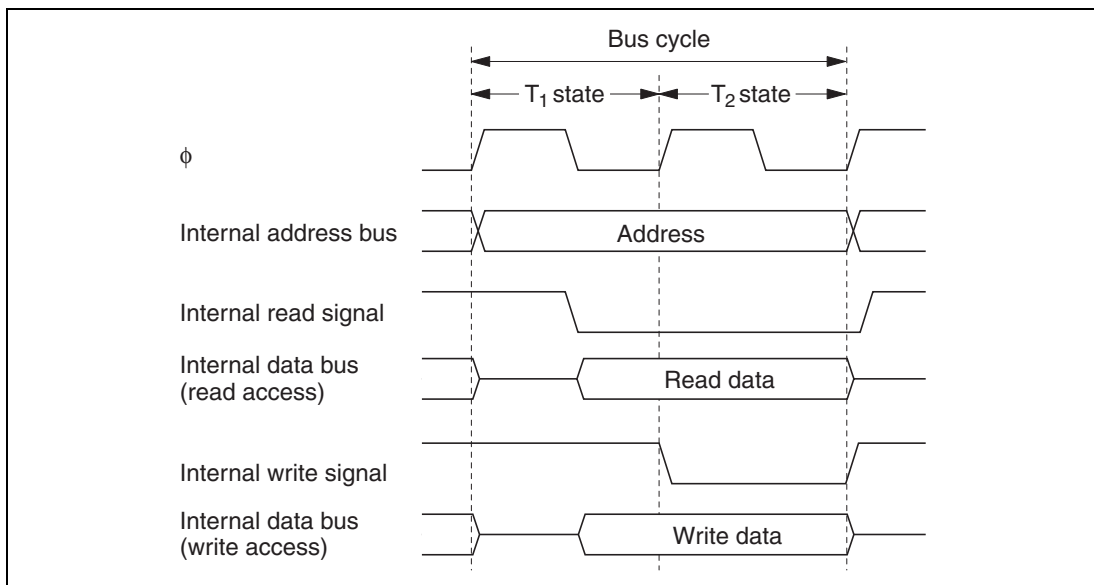 Bus cycle
T₁ state
T₂ state
ϕ
Internal address bus
Address
Internal read signal
Internal data bus
(read access)
Read data
Internal write signal
Internal data bus
(write access)
Write data